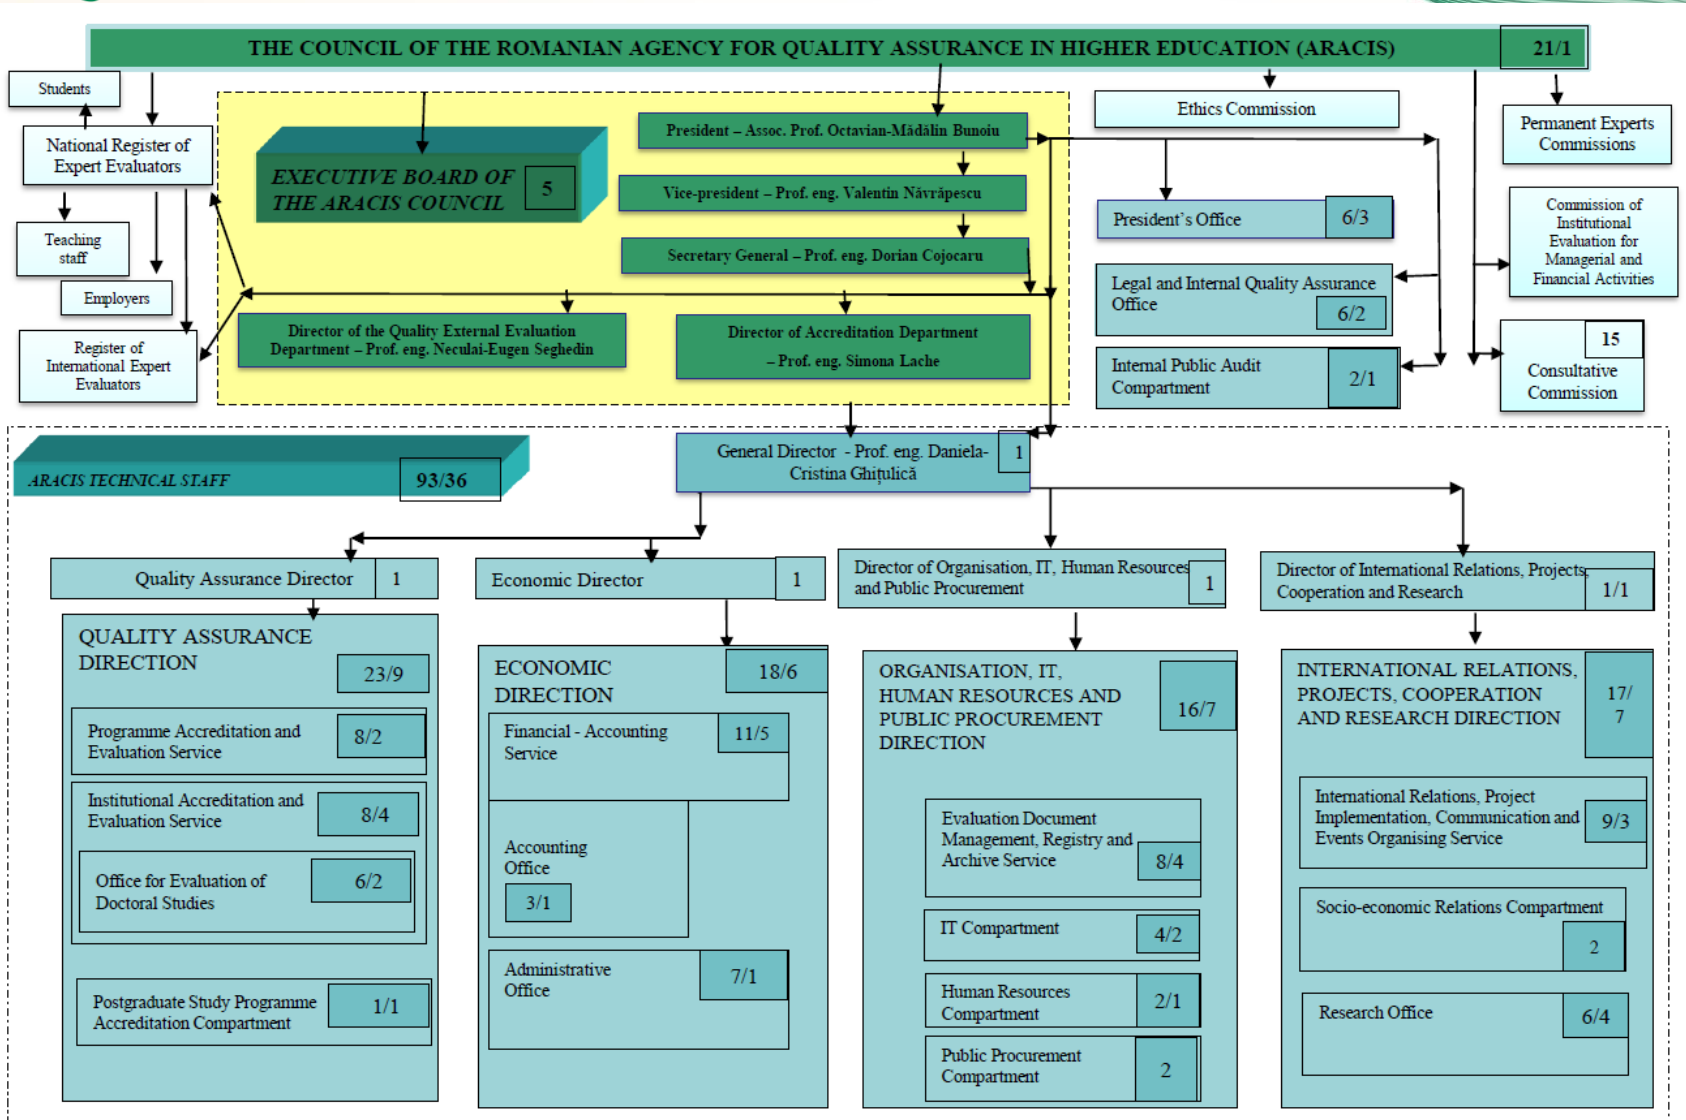 THE COUNCIL OF THE ROMANIAN AGENCY FOR QUALITY ASSURANCE IN HIGHER EDUCATION (ARACIS)
21/1
Students
National Register of
Expert Evaluators
Teaching
staff
Employers
Register of
International Expert
Evaluators
EXECUTIVE BOARD OF
THE ARACIS COUNCIL
5
President – Assoc. Prof. Octavian-Mădălin Bunoiu
Vice-president – Prof. eng. Valentin Năvrăpescu
Secretary General – Prof. eng. Dorian Cojocaru
Director of the Quality External Evaluation
Department – Prof. eng. Neculai-Eugen Seghedin
Director of Accreditation Department
– Prof. eng. Simona Lache
Ethics Commission
President's Office
6/3
Legal and Internal Quality Assurance
Office
6/2
Internal Public Audit
Compartment
2/1
Permanent Experts
Commissions
Commission of
Institutional
Evaluation for
Managerial and
Financial Activities
15
Consultative
Commission
ARACIS TECHNICAL STAFF
93/36
General Director - Prof. eng. Daniela-
Cristina Ghițulică
1
Quality Assurance Director
1
QUALITY ASSURANCE
DIRECTION
23/9
Programme Accreditation and
Evaluation Service
8/2
Institutional Accreditation and
Evaluation Service
8/4
Office for Evaluation of
Doctoral Studies
6/2
Postgraduate Study Programme
Accreditation Compartment
1/1
Economic Director
1
ECONOMIC
DIRECTION
18/6
Financial - Accounting
Service
11/5
Accounting
Office
3/1
Administrative
Office
7/1
Director of Organisation, IT, Human Resources
and Public Procurement
1
ORGANISATION, IT,
HUMAN RESOURCES AND
PUBLIC PROCUREMENT
DIRECTION
16/7
Evaluation Document
Management, Registry and
Archive Service
8/4
IT Compartment
4/2
Human Resources
Compartment
2/1
Public Procurement
Compartment
2
Director of International Relations, Projects,
Cooperation and Research
1/1
INTERNATIONAL RELATIONS,
PROJECTS, COOPERATION
AND RESEARCH DIRECTION
17/
7
International Relations, Project
Implementation, Communication and
Events Organising Service
9/3
Socio-economic Relations Compartment
2
Research Office
6/4